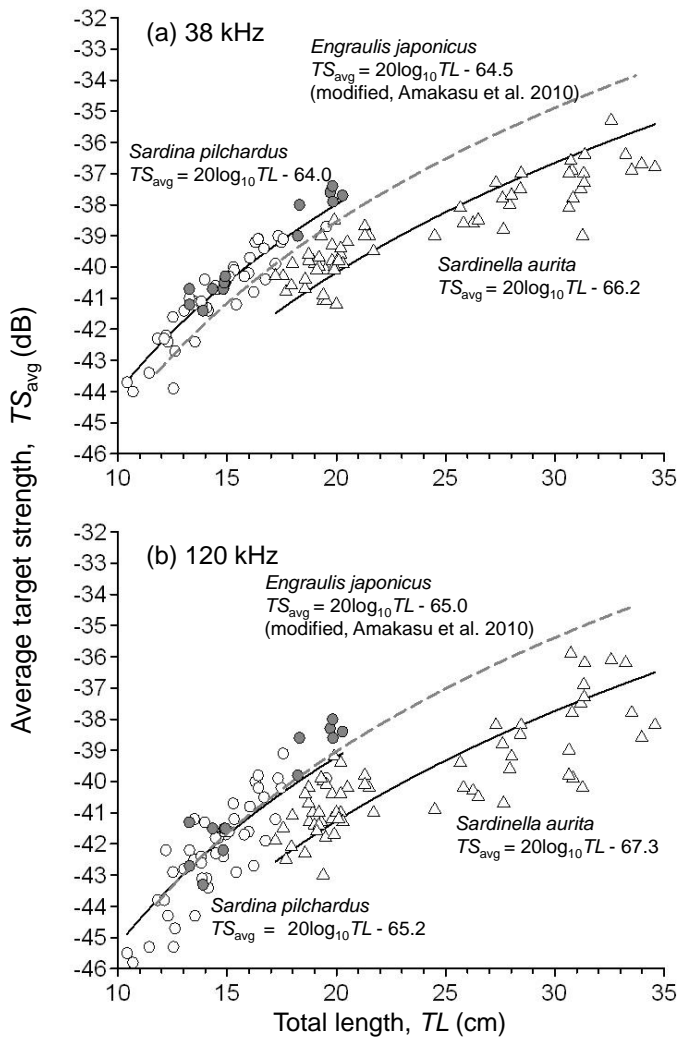 Average target strength, TSavg (dB)
(a) 38 kHz
Engraulis japonicus
TSavg = 20log10TL - 64.5
(modified, Amakasu et al. 2010)
Sardina pilchardus
TSavg = 20log10TL - 64.0
Sardinella aurita
TSavg = 20log10TL - 66.2
-32
-33
-34
-35
-36
-37
-38
-39
-40
-41
-42
-43
-44
-45
-46
10 15 20 25 30 35
(b) 120 kHz
Engraulis japonicus
TSavg = 20log10TL - 65.0
(modified, Amakasu et al. 2010)
Sardinella aurita
TSavg = 20log10TL - 67.3
Sardina pilchardus
TSavg = 20log10TL - 65.2
-32
-33
-34
-35
-36
-37
-38
-39
-40
-41
-42
-43
-44
-45
-46
10 15 20 25 30 35
Total length, TL (cm)